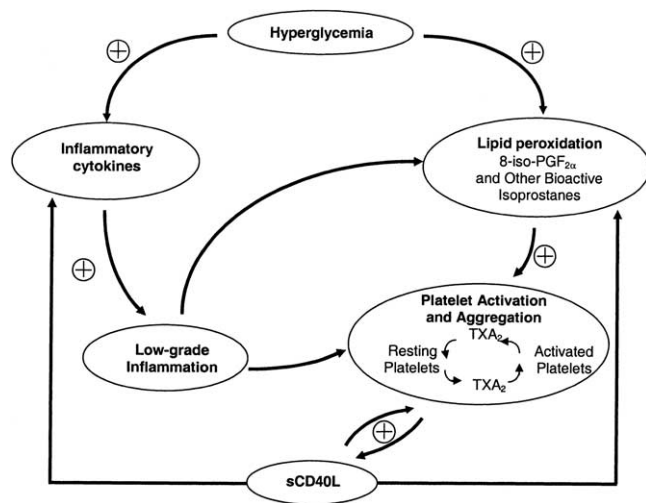 Hyperglycemia
Inflammatory
cytokines
Lipid peroxidation
8-iso-PGF₂α
and Other Bioactive
Isoprostanes
Low-grade
Inflammation
Platelet Activation
and Aggregation
TXA₂
Resting
Platelets
Activated
Platelets
TXA₂
sCD40L